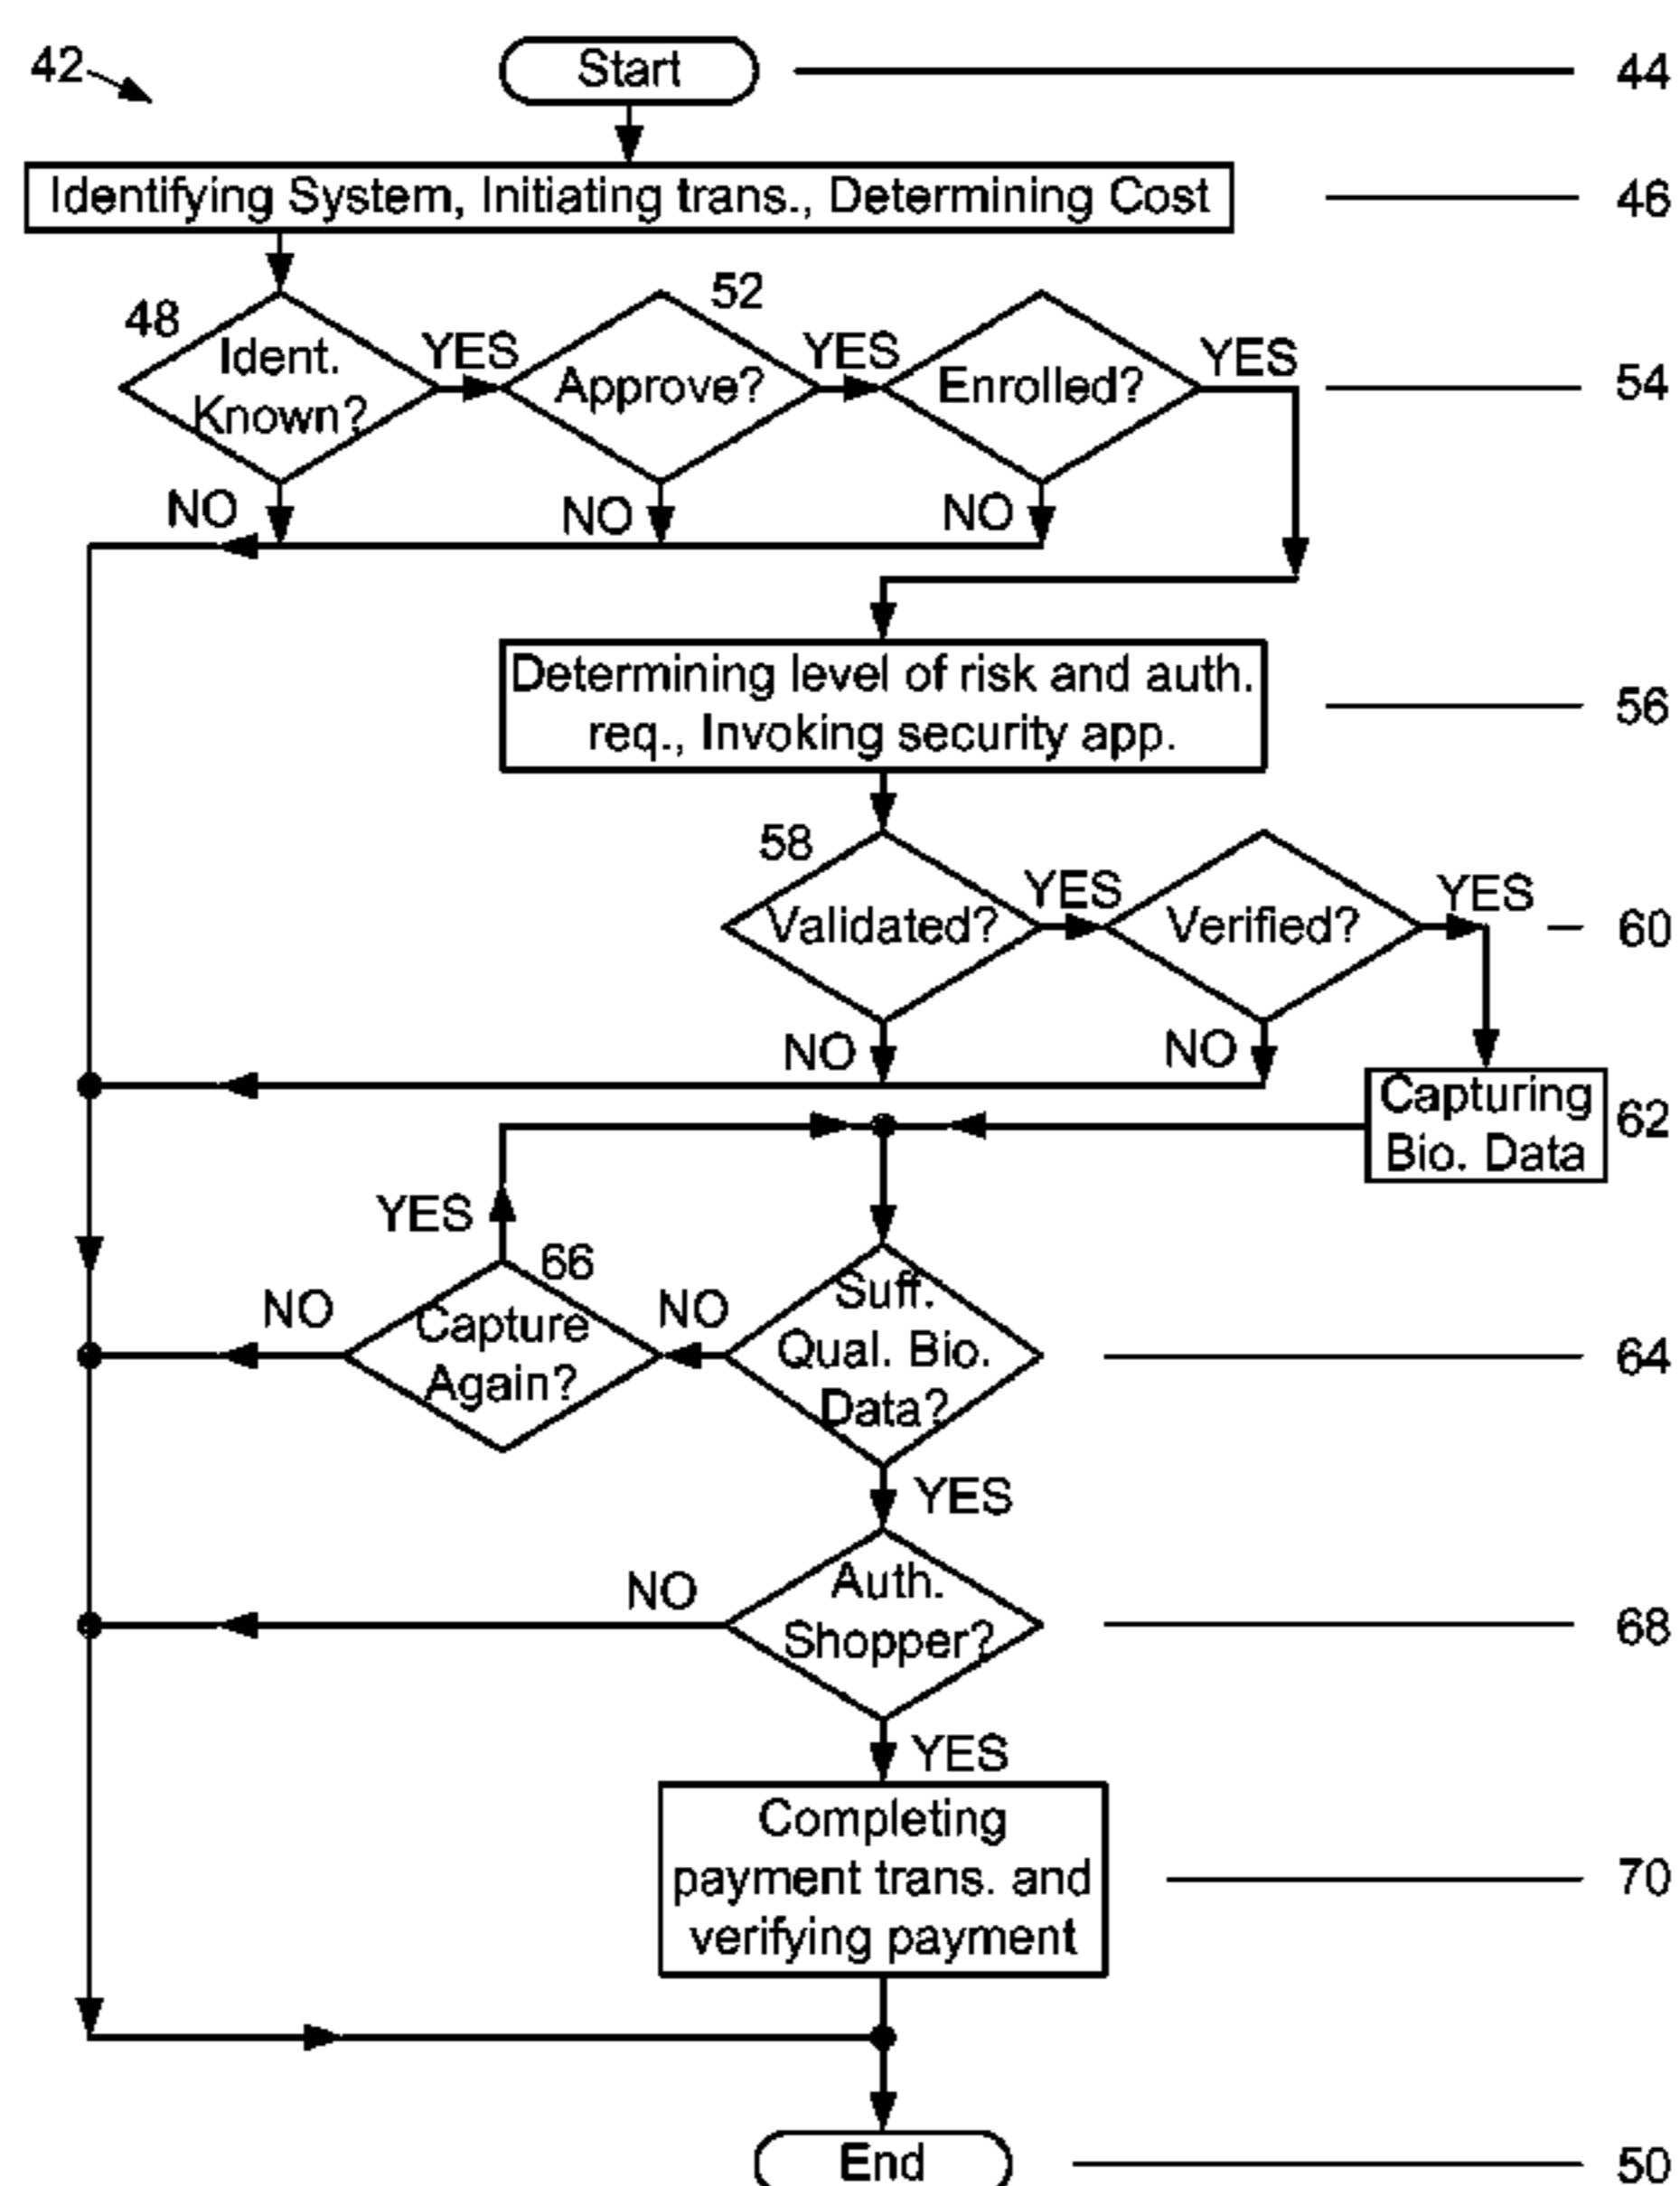 42
Start
44
Identifying System, Initiating trans., Determining Cost
46
48
Ident.
Known?
YES
52
Approve?
YES
Enrolled?
YES
54
NO
NO
NO
Determining level of risk and auth.
req., Invoking security app.
56
58
Validated?
YES
Verified?
YES
60
NO
NO
Capturing
Bio. Data
62
YES
66
Capture
Again?
NO
NO
Suff.
Qual. Bio.
Data?
64
YES
NO
Auth.
Shopper?
68
YES
Completing
payment trans. and
verifying payment
70
End
50